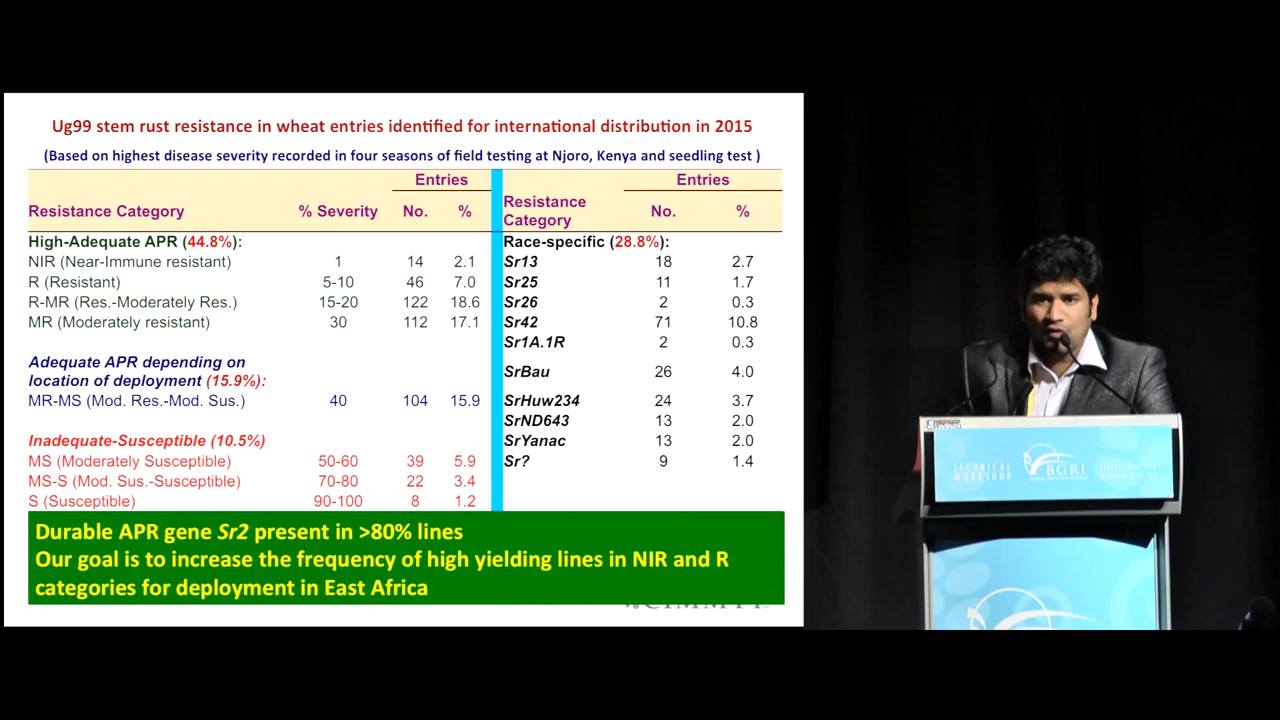 Ug99 stem rust resistance in wheat entries identified for international distribution in 2015
(Based on highest disease severity recorded in four seasons of field testing at Njoro, Kenya and seedling test )
Entries
Resistance Category % Severity No. %
High-Adequate APR (44.8%):
NIR (Near-Immune resistant) 1 14 2.1
R (Resistant) 5-10 46 7.0
R-MR (Res.-Moderately Res.) 15-20 122 18.6
MR (Moderately resistant) 30 112 17.1
Adequate APR depending on
location of deployment (15.9%):
MR-MS (Mod. Res.-Mod. Sus.) 40 104 15.9
Inadequate-Susceptible (10.5%)
MS (Moderately Susceptible) 50-60 39 5.9
MS-S (Mod. Sus.-Susceptible) 70-80 22 3.4
S (Susceptible) 90-100 8 1.2
Entries
Resistance
Category No. %
Race-specific (28.8%):
Sr13 18 2.7
Sr25 11 1.7
Sr26 2 0.3
Sr42 71 10.8
Sr1A.1R 2 0.3
SrBau 26 4.0
SrHuw234 24 3.7
SrND643 13 2.0
SrYanac 13 2.0
Sr? 9 1.4
Durable APR gene Sr2 present in >80% lines
Our goal is to increase the frequency of high yielding lines in NIR and R
categories for deployment in East Africa
TECHNICAL
WORKSHOP
BGRI